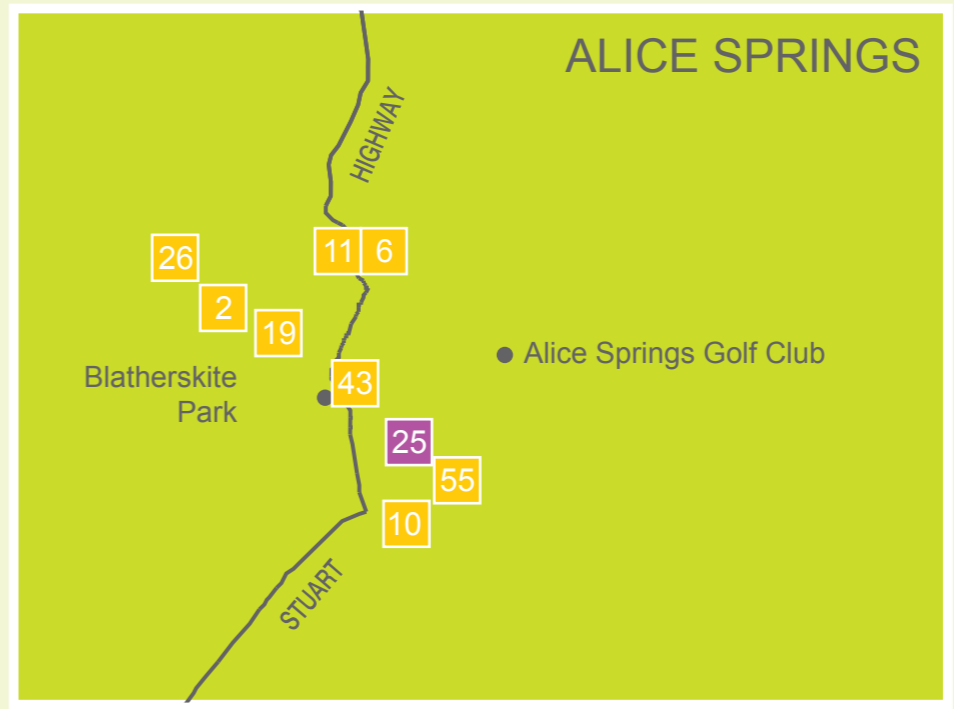 ALICE SPRINGS
HIGHWAY
26
11
6
2
19
Alice Springs Golf Club
Blatherskite
Park
43
25
55
10
STUART